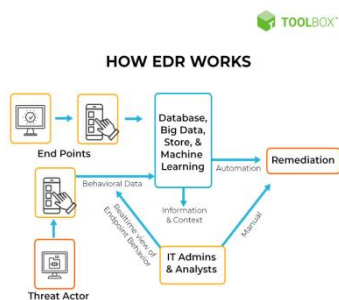 TOOLBOX™
HOW EDR WORKS
Database,
Big Data,
Store, &
Machine
Learning
End Points
Remediation
Automation
Behavioral Data
Information
& Context
Realtime view of
Endpoint Behavior
Manual
IT Admins
& Analysts
Threat Actor